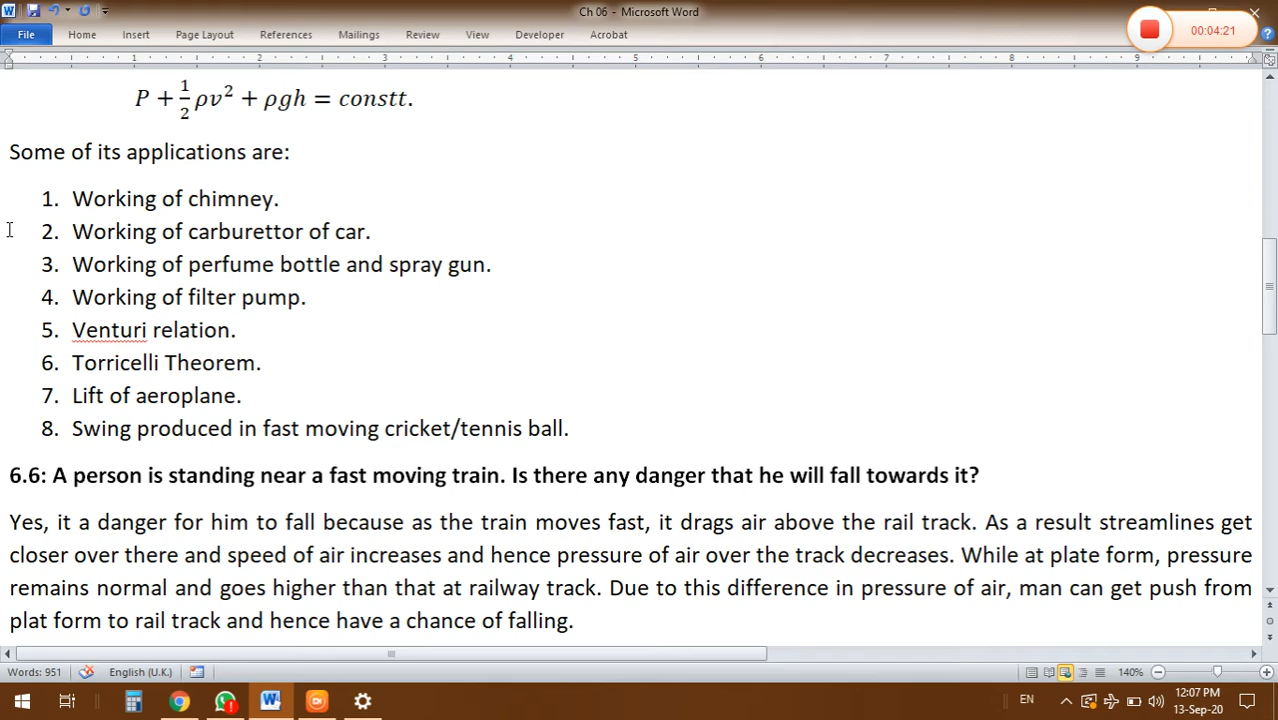 Ch 06 - Microsoft Word
00:04:21
File Home Insert Page Layout References Mailings Review View Developer Acrobat
1 2 3 4 5 6 7 8 9
P + 1/2 ρv² + ρgh = constt.
Some of its applications are:
1. Working of chimney.
2. Working of carburettor of car.
3. Working of perfume bottle and spray gun.
4. Working of filter pump.
5. Venturi relation.
6. Torricelli Theorem.
7. Lift of aeroplane.
8. Swing produced in fast moving cricket/tennis ball.
6.6: A person is standing near a fast moving train. Is there any danger that he will fall towards it?
Yes, it a danger for him to fall because as the train moves fast, it drags air above the rail track. As a result streamlines get
closer over there and speed of air increases and hence pressure of air over the track decreases. While at plate form, pressure
remains normal and goes higher than that at railway track. Due to this difference in pressure of air, man can get push from
plat form to rail track and hence have a chance of falling.
Words: 951 English (U.K.) 140%
EN 12:07 PM
13-Sep-20